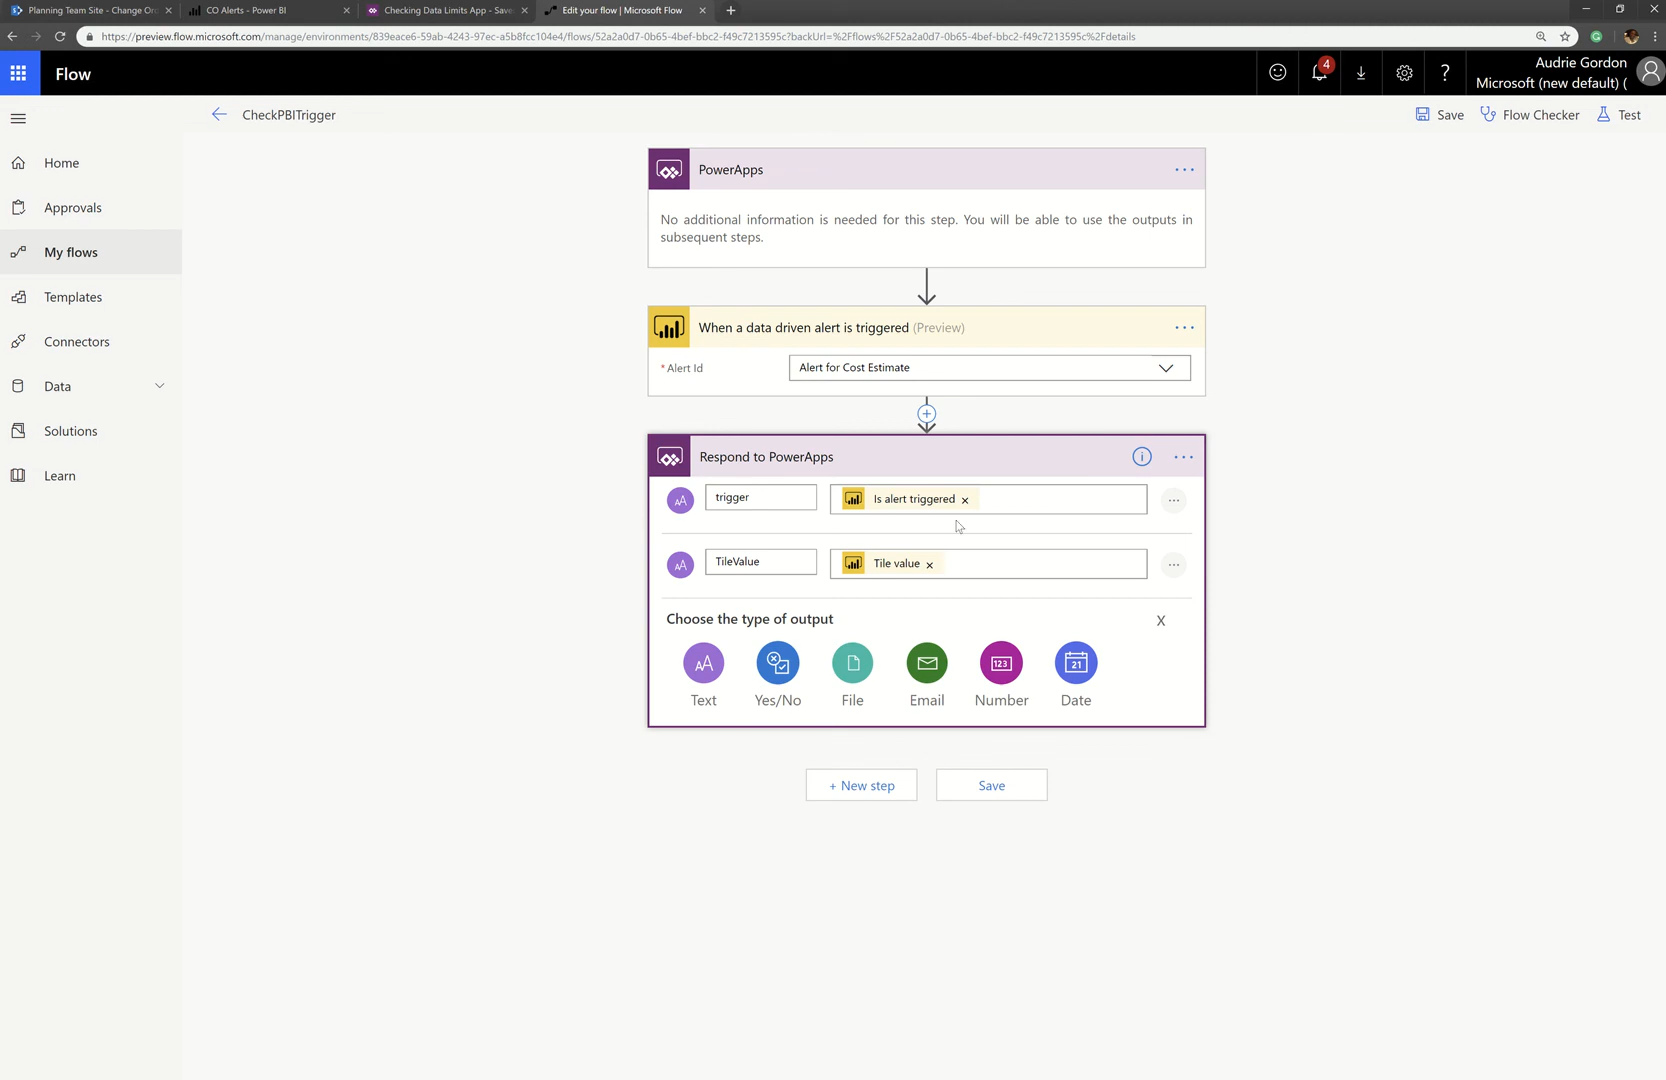 Planning Team Site - Change Or
CO Alerts - Power BI
Checking Data Limits App - Save
Edit your flow | Microsoft Flow
https://preview.flow.microsoft.com/manage/environments/839eace6-59ab-4243-97ec-a5b8fcc104e4/flows/52a2a0d7-0b65-4bef-bbc2-f49c7213595c?backUrl=%2Fflows%2F52a2a0d7-0b65-4bef-bbc2-f49c7213595c%2Fdetails
Flow
4
?
Audrie Gordon
Microsoft (new default) (
CheckPBITrigger
Save
Flow Checker
Test
Home
Approvals
My flows
Templates
Connectors
Data
Solutions
Learn
PowerApps
No additional information is needed for this step. You will be able to use the outputs in
subsequent steps.
When a data driven alert is triggered (Preview)
* Alert Id
Alert for Cost Estimate
Respond to PowerApps
trigger
Is alert triggered x
TileValue
Tile value x
Choose the type of output
X
Text
Yes/No
File
Email
123
Number
21
Date
+ New step
Save